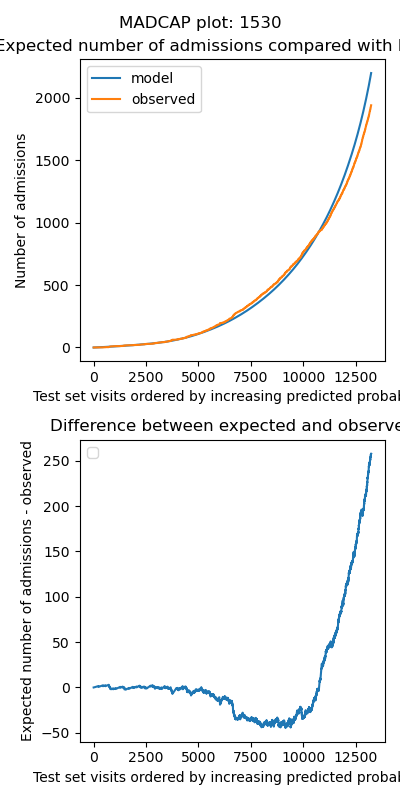 MADCAP plot: 1530
Expected number of admissions compared with
model
observed
Number of admissions
2000
1500
1000
500
0
0 2500 5000 7500 10000 12500
Test set visits ordered by increasing predicted probab
Difference between expected and observe
Expected number of admissions - observed
250
200
150
100
50
0
−50
0 2500 5000 7500 10000 12500
Test set visits ordered by increasing predicted probab